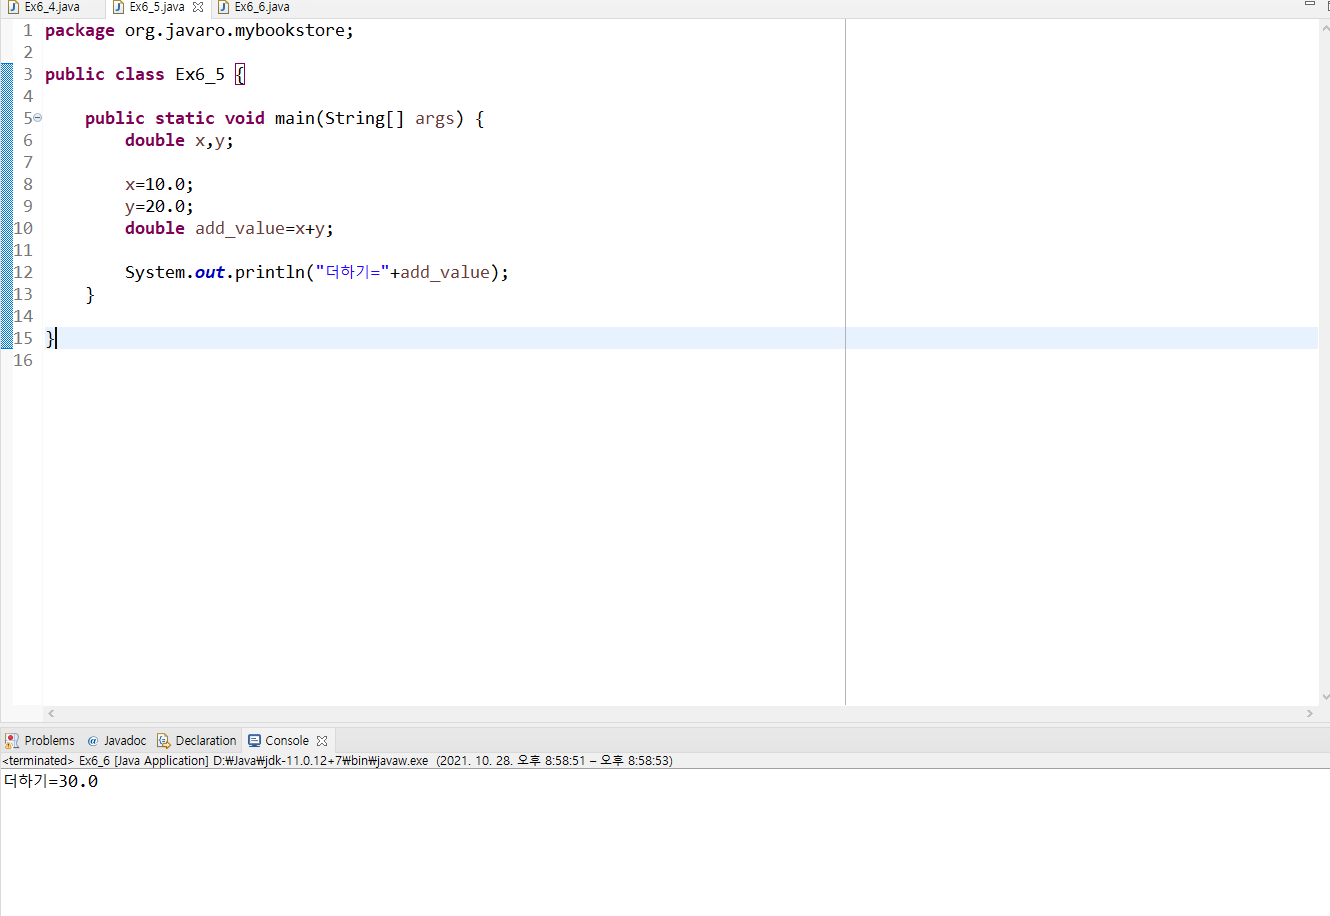 Ex6_4.java Ex6_5.java Ex6_6.java
1 package org.javaro.mybookstore;
2
3 public class Ex6_5 {
4
5 public static void main(String[] args) {
6 double x,y;
7
8 x=10.0;
9 y=20.0;
10 double add_value=x+y;
11
12 System.out.println("더하기="+add_value);
13 }
14
15 }
16
Problems @ Javadoc Declaration Console
<terminated> Ex6_6 [Java Application] D:₩Java₩jdk-11.0.12+7₩bin₩javaw.exe (2021. 10. 28. 오후 8:58:51 – 오후 8:58:53)
더하기=30.0